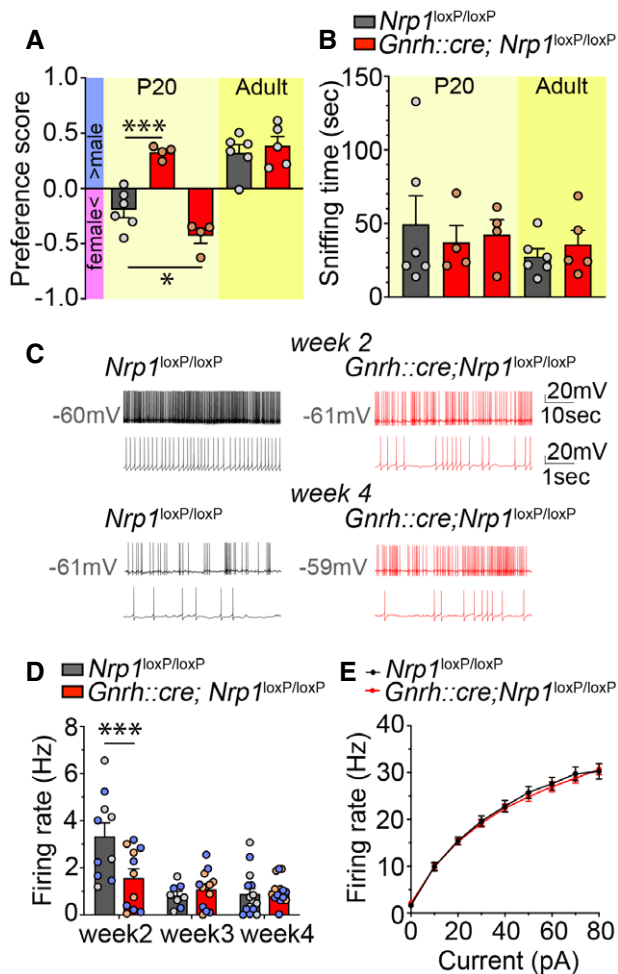 Nrp1loxP/loxP
Gnrh::cre; Nrp1loxP/loxP
A
B
P20
Adult
Preference score
female< >male
1.0
0.5
0.0
-0.5
-1.0
***
*
P20
Adult
Sniffing time (sec)
150
100
50
0
C
week 2
Nrp1loxP/loxP
Gnrh::cre;Nrp1loxP/loxP
-60mV
-61mV
20mV
10sec
20mV
1sec
week 4
Nrp1loxP/loxP
Gnrh::cre;Nrp1loxP/loxP
-61mV
-59mV
D
Nrp1loxP/loxP
Gnrh::cre; Nrp1loxP/loxP
Firing rate (Hz)
8
6
4
2
0
***
week2 week3 week4
E
Nrp1loxP/loxP
Gnrh::cre;Nrp1loxP/loxP
Firing rate (Hz)
40
30
20
10
0
0 20 40 60 80
Current (pA)